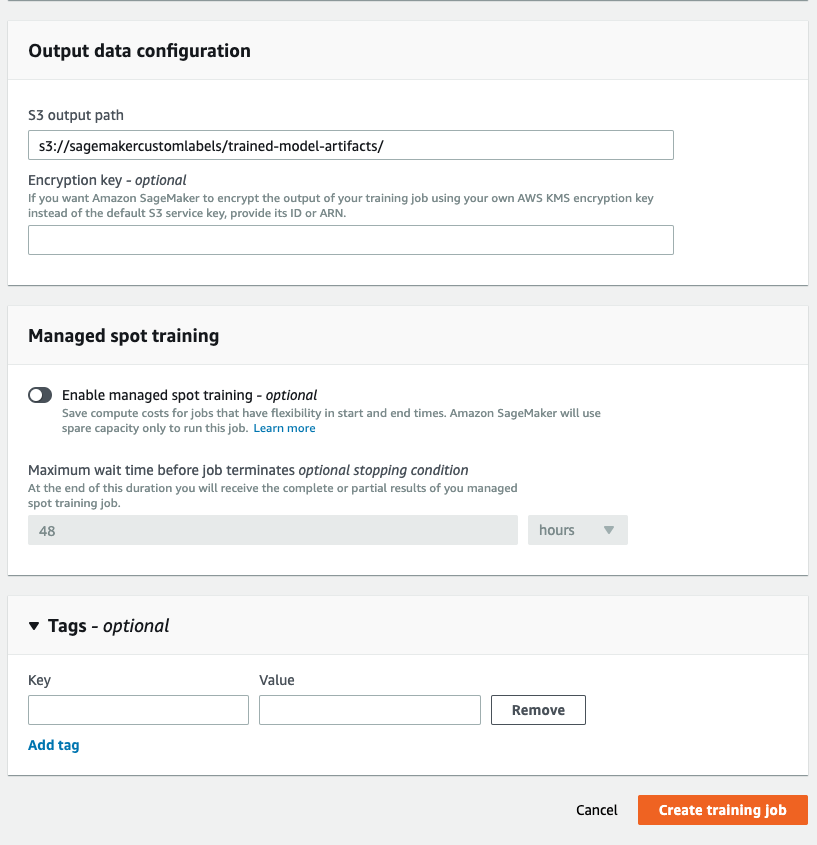 Output data configuration
S3 output path
s3://sagemakercustomlabels/trained-model-artifacts/
Encryption key - optional
If you want Amazon SageMaker to encrypt the output of your training job using your own AWS KMS encryption key
instead of the default S3 service key, provide its ID or ARN.
Managed spot training
Enable managed spot training - optional
Save compute costs for jobs that have flexibility in start and end times. Amazon SageMaker will use
spare capacity only to run this job. Learn more
Maximum wait time before job terminates optional stopping condition
At the end of this duration you will receive the complete or partial results of you managed
spot training job.
48 hours
Tags - optional
Key Value
Remove
Add tag
Cancel Create training job